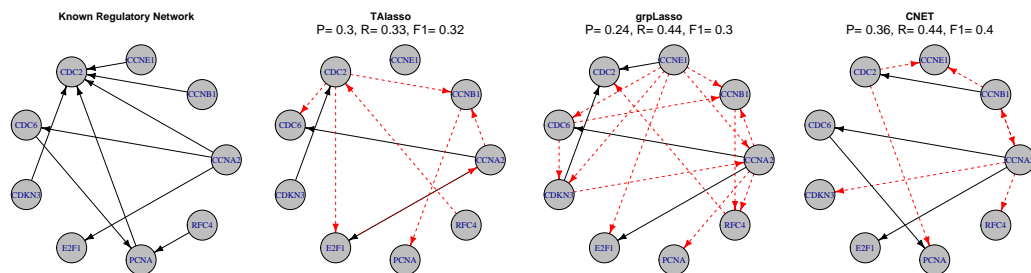 Known Regulatory Network
CCNE1
CDC2
CCNB1
CDC6
CCNA2
CDKN3
RFC4
E2F1
PCNA
TAlasso
P= 0.3, R= 0.33, F1= 0.32
CCNE1
CDC2
CCNB1
CDC6
CCNA2
CDKN3
RFC4
E2F1
PCNA
grpLasso
P= 0.24, R= 0.44, F1= 0.3
CCNE1
CDC2
CCNB1
CDC6
CCNA2
CDKN3
RFC4
E2F1
PCNA
CNET
P= 0.36, R= 0.44, F1= 0.4
CCNE1
CDC2
CCNB1
CDC6
CCNA2
CDKN3
RFC4
E2F1
PCNA